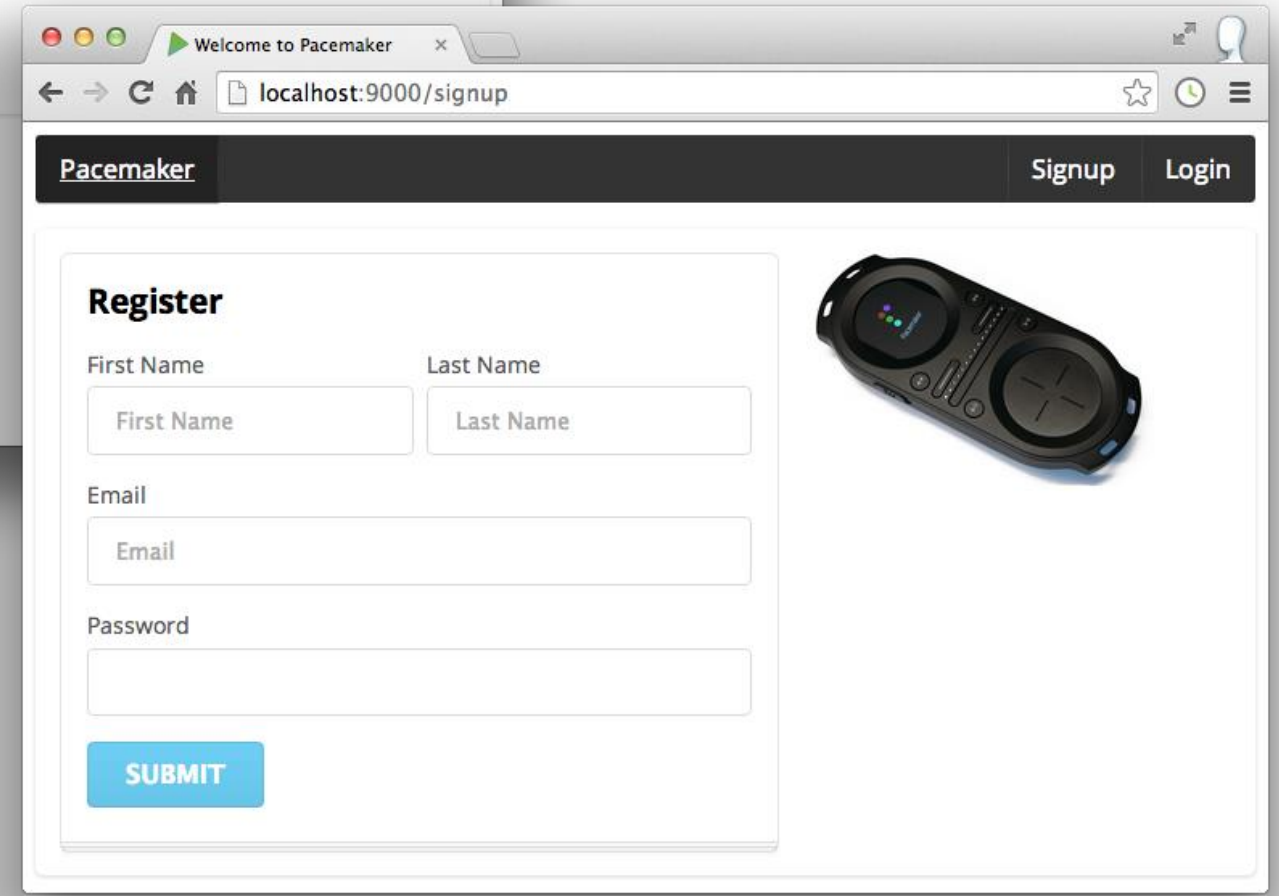 Welcome to Pacemaker
localhost:9000/signup
Pacemaker Signup Login
Register
First Name Last Name
First Name Last Name
Email
Email
Password
SUBMIT
Pacemaker